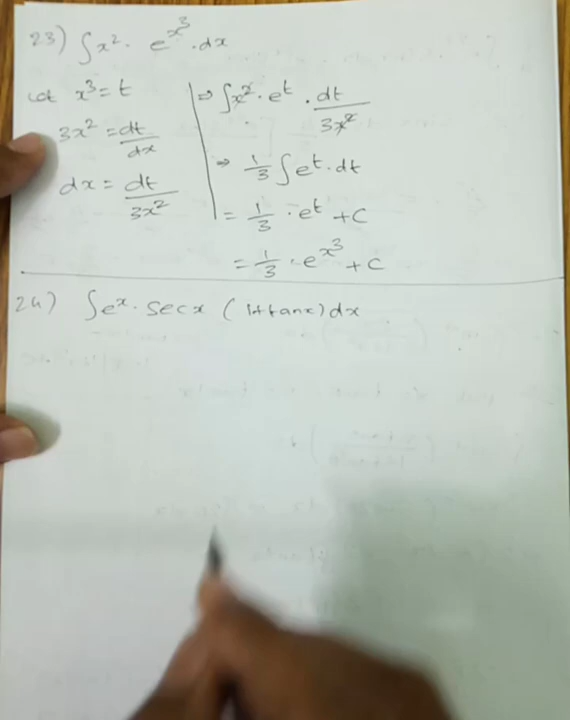 23) ∫x². e^x³ .dx
Let x³=t
3x² = dt/dx
dx = dt/3x²
⇒ ∫x². e^t . dt/3x²
⇒ 1/3 ∫e^t. dt
= 1/3 . e^t + c
= 1/3 . e^x³ + c
24) ∫e^x. secx (1+tanx)dx